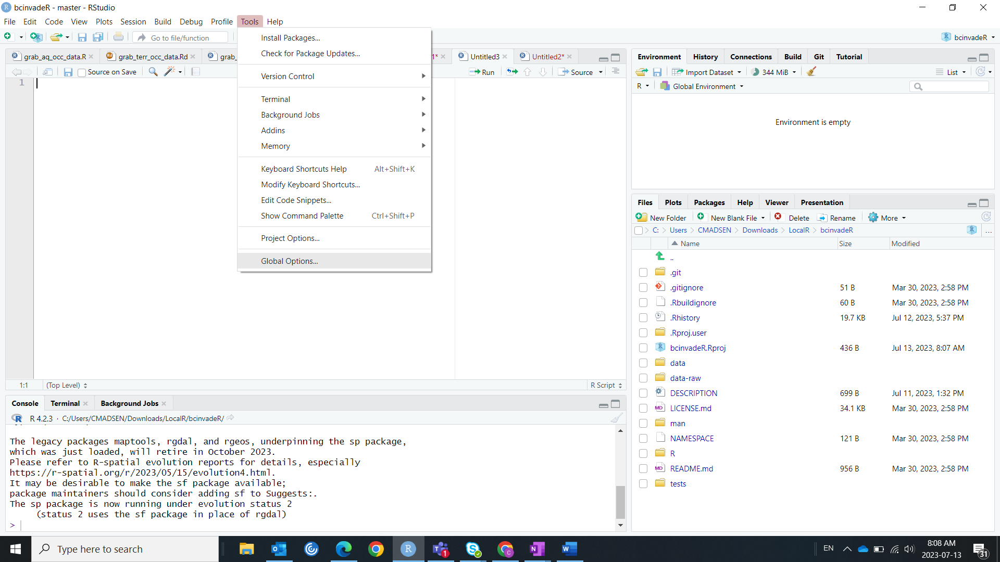 bcinvadeR - master - RStudio
File Edit Code View Plots Session Build Debug Profile Tools Help
Go to file/function
bcinvadeR
grab_aq_occ_data.R
grab_terr_occ_data.Rd
grab_
1*
Untitled3
Untitled2*
Source on Save
Run
Source
1
Install Packages...
Check for Package Updates...
Version Control
Terminal
Background Jobs
Addins
Memory
Keyboard Shortcuts Help Alt+Shift+K
Modify Keyboard Shortcuts...
Edit Code Snippets...
Show Command Palette Ctrl+Shift+P
Project Options...
Global Options...
1:1 (Top Level) R Script
Console Terminal Background Jobs
R 4.2.3 · C:/Users/CMADSEN/Downloads/LocalR/bcinvadeR/
The legacy packages maptools, rgdal, and rgeos, underpinning the sp package,
which was just loaded, will retire in October 2023.
Please refer to R-spatial evolution reports for details, especially
https://r-spatial.org/r/2023/05/15/evolution4.html.
It may be desirable to make the sf package available;
package maintainers should consider adding sf to Suggests:.
The sp package is now running under evolution status 2
(status 2 uses the sf package in place of rgdal)
>
Environment History Connections Build Git Tutorial
Import Dataset 344 MiB List
R Global Environment
Environment is empty
Files Plots Packages Help Viewer Presentation
New Folder New Blank File Delete Rename More
C: Users CMADSEN Downloads LocalR bcinvadeR ...
Name Size Modified
..
.git
.gitignore 51 B Mar 30, 2023, 2:58 PM
.Rbuildignore 60 B Mar 30, 2023, 2:58 PM
.Rhistory 19.7 KB Jul 12, 2023, 5:37 PM
.Rproj.user
bcinvadeR.Rproj 436 B Jul 13, 2023, 8:07 AM
data
data-raw
DESCRIPTION 699 B Jul 11, 2023, 1:32 PM
LICENSE.md 34.1 KB Mar 30, 2023, 2:58 PM
man
NAMESPACE 121 B Mar 30, 2023, 2:58 PM
R
README.md 956 B Mar 30, 2023, 2:58 PM
tests
Type here to search
1
EN
8:08 AM
2023-07-13
31